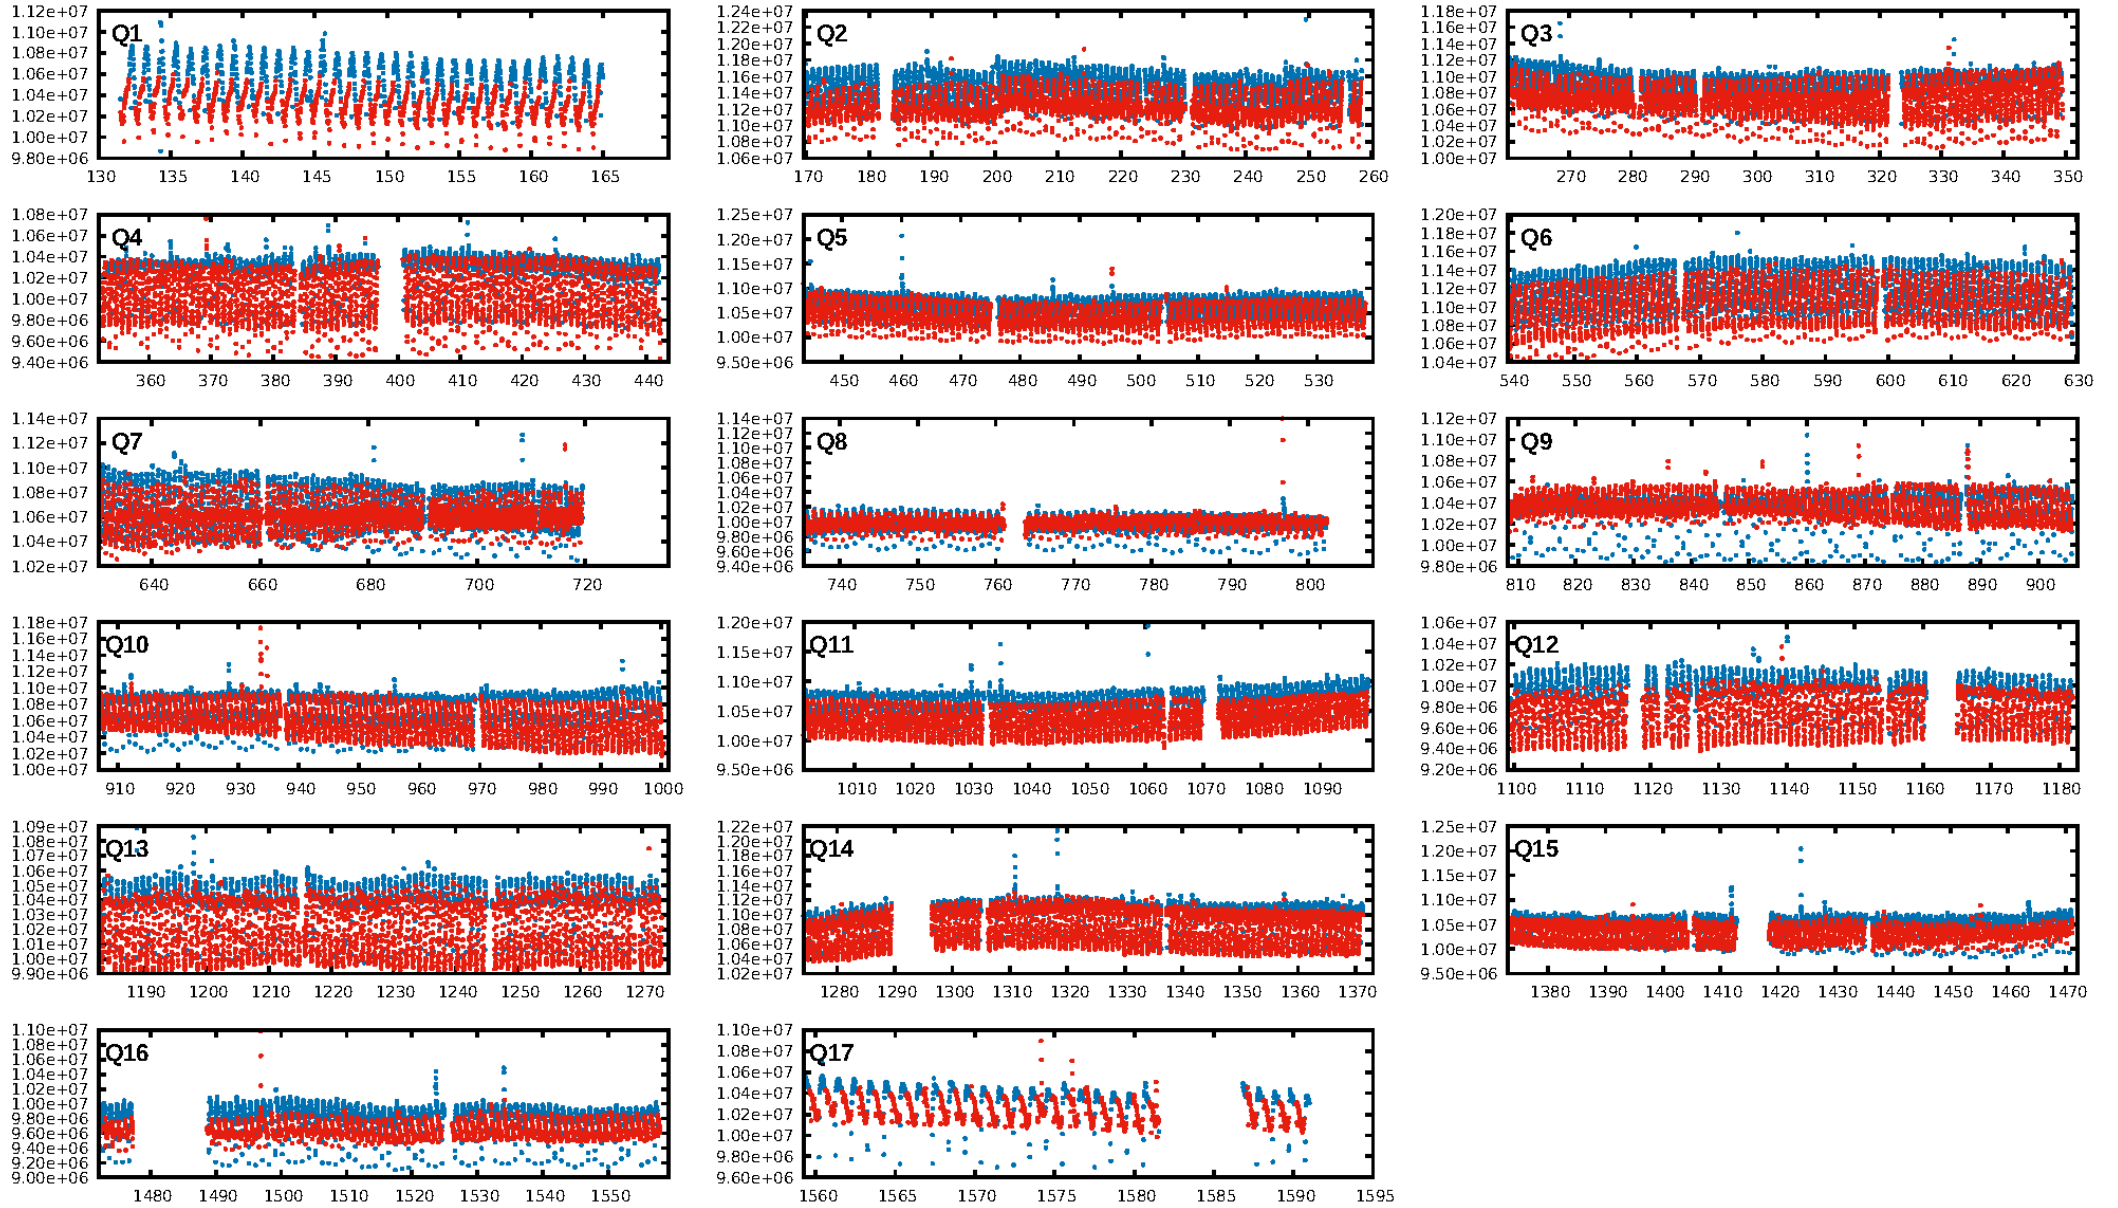 1.12e+07 1.10e+07 1.08e+07 1.06e+07 1.04e+07 1.02e+07 1.00e+07 9.80e+06
Q1
130 135 140 145 150 155 160 165
1.24e+07 1.22e+07 1.20e+07 1.18e+07 1.16e+07 1.14e+07 1.12e+07 1.10e+07 1.08e+07 1.06e+07
Q2
170 180 190 200 210 220 230 240 250 260
1.18e+07 1.16e+07 1.14e+07 1.12e+07 1.10e+07 1.08e+07 1.06e+07 1.04e+07 1.02e+07 1.00e+07
Q3
270 280 290 300 310 320 330 340 350
1.08e+07 1.06e+07 1.04e+07 1.02e+07 1.00e+07 9.80e+06 9.60e+06 9.40e+06
Q4
360 370 380 390 400 410 420 430 440
1.25e+07 1.20e+07 1.15e+07 1.10e+07 1.05e+07 1.00e+07 9.50e+06
Q5
450 460 470 480 490 500 510 520 530
1.20e+07 1.18e+07 1.16e+07 1.14e+07 1.12e+07 1.10e+07 1.08e+07 1.06e+07 1.04e+07
Q6
540 550 560 570 580 590 600 610 620 630
1.14e+07 1.12e+07 1.10e+07 1.08e+07 1.06e+07 1.04e+07 1.02e+07
Q7
640 660 680 700 720
1.14e+07 1.12e+07 1.10e+07 1.08e+07 1.06e+07 1.04e+07 1.02e+07 1.00e+07 9.80e+06 9.60e+06 9.40e+06
Q8
740 750 760 770 780 790 800
1.12e+07 1.10e+07 1.08e+07 1.06e+07 1.04e+07 1.02e+07 1.00e+07 9.80e+06
Q9
810 820 830 840 850 860 870 880 890 900
1.18e+07 1.16e+07 1.14e+07 1.12e+07 1.10e+07 1.08e+07 1.06e+07 1.04e+07 1.02e+07 1.00e+07
Q10
910 920 930 940 950 960 970 980 990 1000
1.20e+07 1.15e+07 1.10e+07 1.05e+07 1.00e+07 9.50e+06
Q11
1010 1020 1030 1040 1050 1060 1070 1080 1090
1.06e+07 1.04e+07 1.02e+07 1.00e+07 9.80e+06 9.60e+06 9.40e+06 9.20e+06
Q12
1100 1110 1120 1130 1140 1150 1160 1170 1180
1.09e+07 1.08e+07 1.07e+07 1.06e+07 1.05e+07 1.04e+07 1.03e+07 1.02e+07 1.01e+07 1.00e+07 9.90e+06
Q13
1190 1200 1210 1220 1230 1240 1250 1260 1270
1.22e+07 1.20e+07 1.18e+07 1.16e+07 1.14e+07 1.12e+07 1.10e+07 1.08e+07 1.06e+07 1.04e+07 1.02e+07
Q14
1280 1290 1300 1310 1320 1330 1340 1350 1360 1370
1.25e+07 1.20e+07 1.15e+07 1.10e+07 1.05e+07 1.00e+07 9.50e+06
Q15
1380 1390 1400 1410 1420 1430 1440 1450 1460 1470
1.10e+07 1.08e+07 1.06e+07 1.04e+07 1.02e+07 1.00e+07 9.80e+06 9.60e+06 9.40e+06 9.20e+06 9.00e+06
Q16
1480 1490 1500 1510 1520 1530 1540 1550
1.10e+07 1.08e+07 1.06e+07 1.04e+07 1.02e+07 1.00e+07 9.80e+06 9.60e+06
Q17
1560 1565 1570 1575 1580 1585 1590 1595